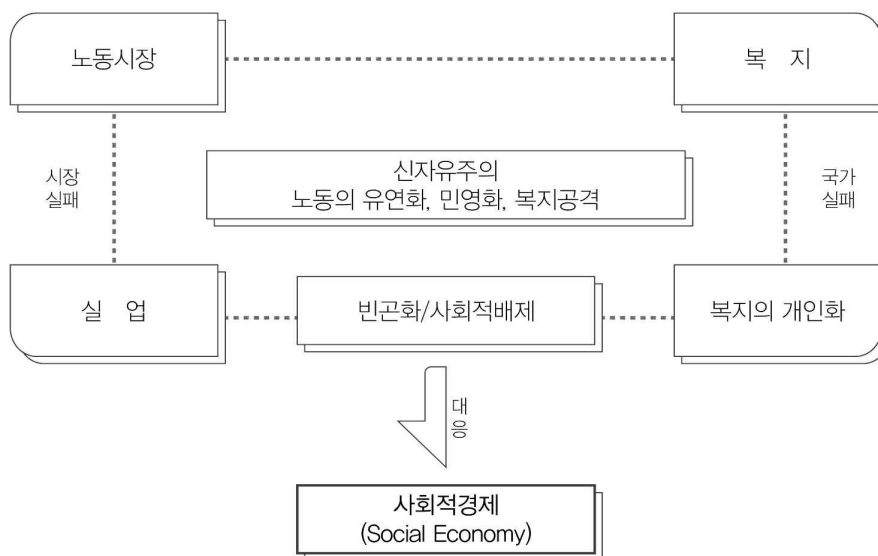 노동시장
복 지
신자유주의
노동의 유연화, 민영화, 복지공격
시장
실패
국가
실패
실 업
빈곤화/사회적배제
복지의 개인화
대
응
사회적경제
(Social Economy)